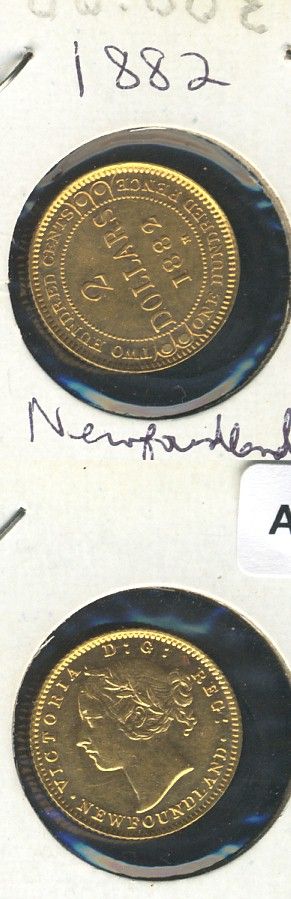 1882
TWO HUNDRED CENTS
ONE HUNDRED PENCE
2
DOLLARS
1882
H
Newfoundland
A
VICTORIA D: G: REG:
NEWFOUNDLAND